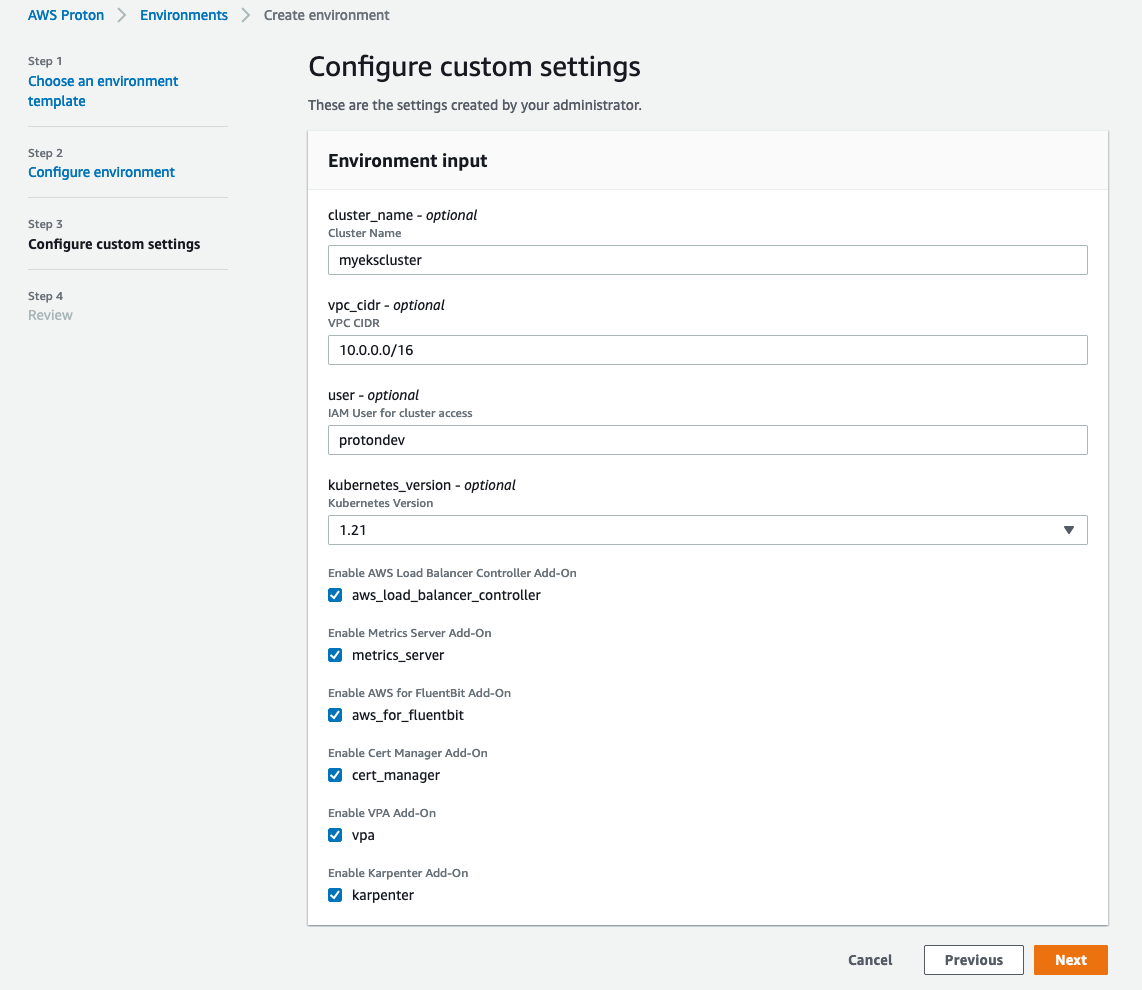 AWS Proton > Environments > Create environment
Step 1
Choose an environment
template
Step 2
Configure environment
Step 3
Configure custom settings
Step 4
Review
Configure custom settings
These are the settings created by your administrator.
Environment input
cluster_name - optional
Cluster Name
myekscluster
vpc_cidr - optional
VPC CIDR
10.0.0.0/16
user - optional
IAM User for cluster access
protondev
kubernetes_version - optional
Kubernetes Version
1.21
Enable AWS Load Balancer Controller Add-On
aws_load_balancer_controller
Enable Metrics Server Add-On
metrics_server
Enable AWS for FluentBit Add-On
aws_for_fluentbit
Enable Cert Manager Add-On
cert_manager
Enable VPA Add-On
vpa
Enable Karpenter Add-On
karpenter
Cancel Previous Next